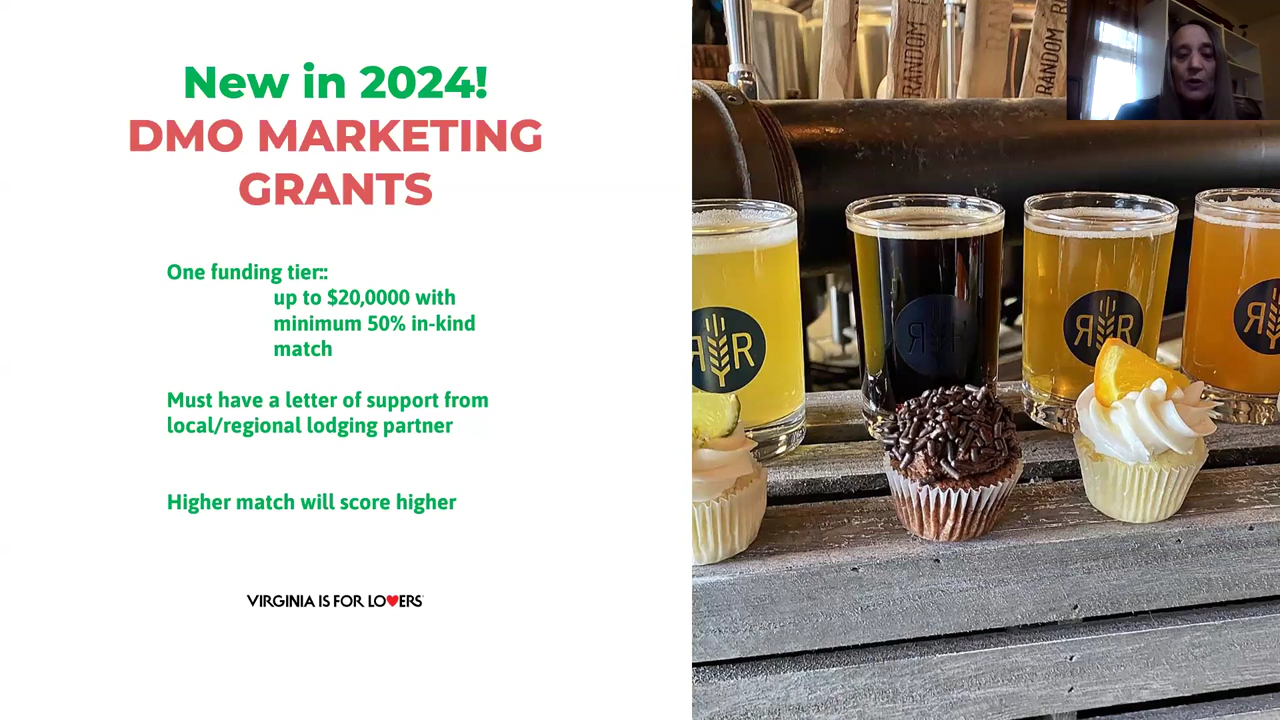 New in 2024!
DMO MARKETING
GRANTS
One funding tier::
up to $20,0000 with
minimum 50% in-kind
match
Must have a letter of support from
local/regional lodging partner
Higher match will score higher
VIRGINIA IS FOR LOVERS
RANDOM
RANDOM
RANDOM R